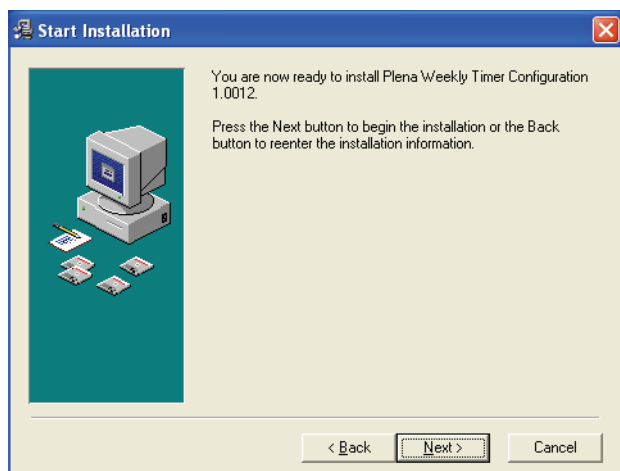 Start Installation
You are now ready to install Plena Weekly Timer Configuration
1.0012.
Press the Next button to begin the installation or the Back
button to reenter the installation information.
< Back
Next >
Cancel